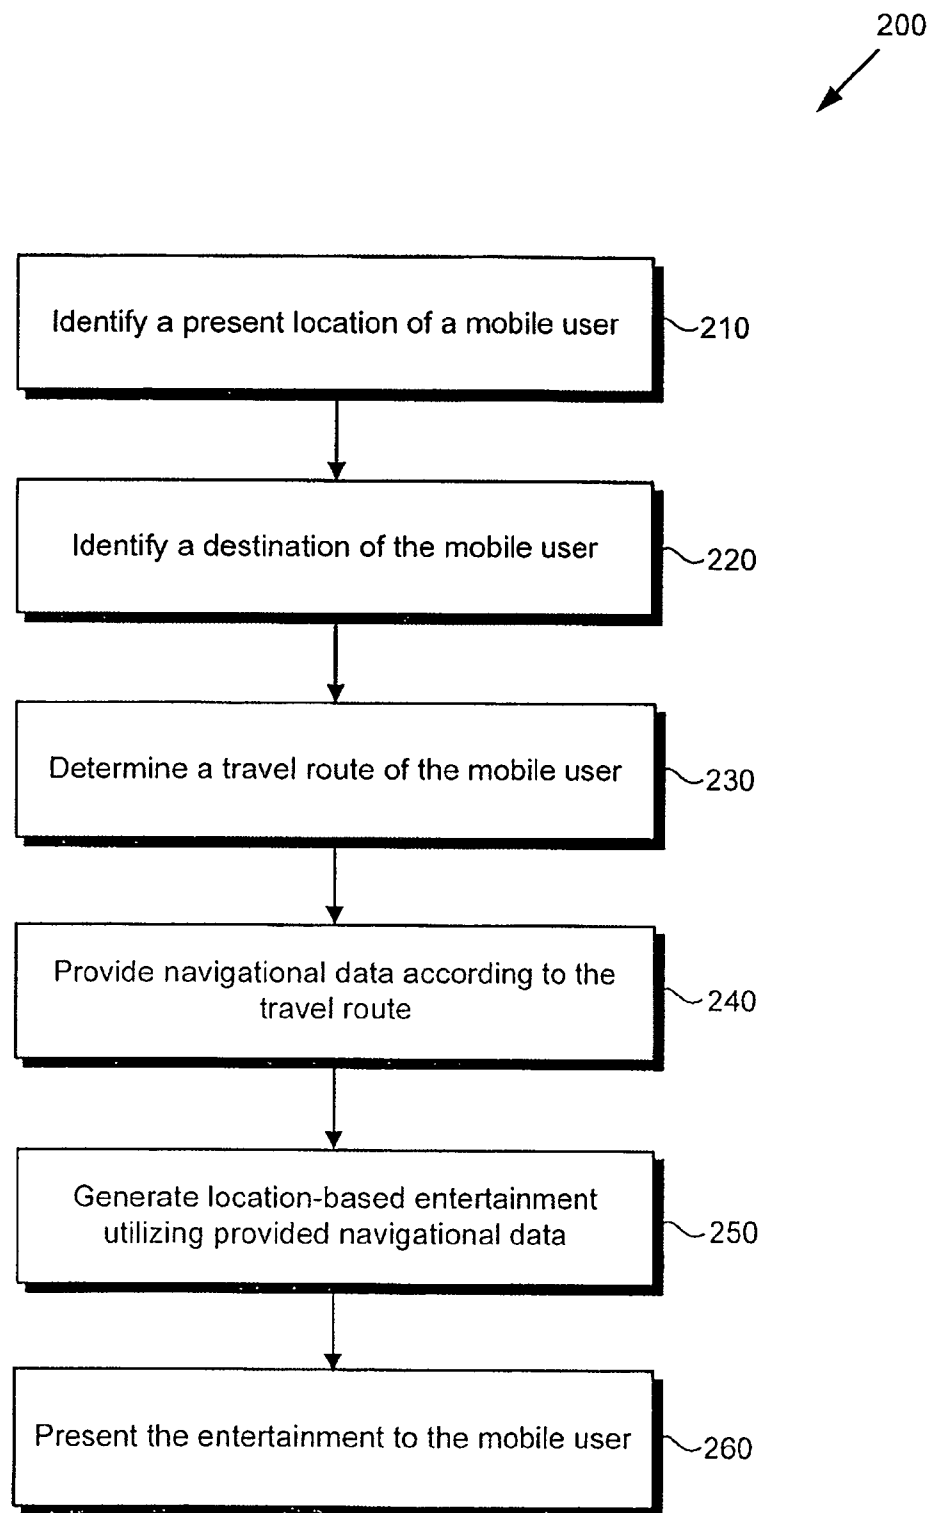 200
Identify a present location of a mobile user
210
Identify a destination of the mobile user
220
Determine a travel route of the mobile user
230
Provide navigational data according to the
travel route
240
Generate location-based entertainment
utilizing provided navigational data
250
Present the entertainment to the mobile user
260